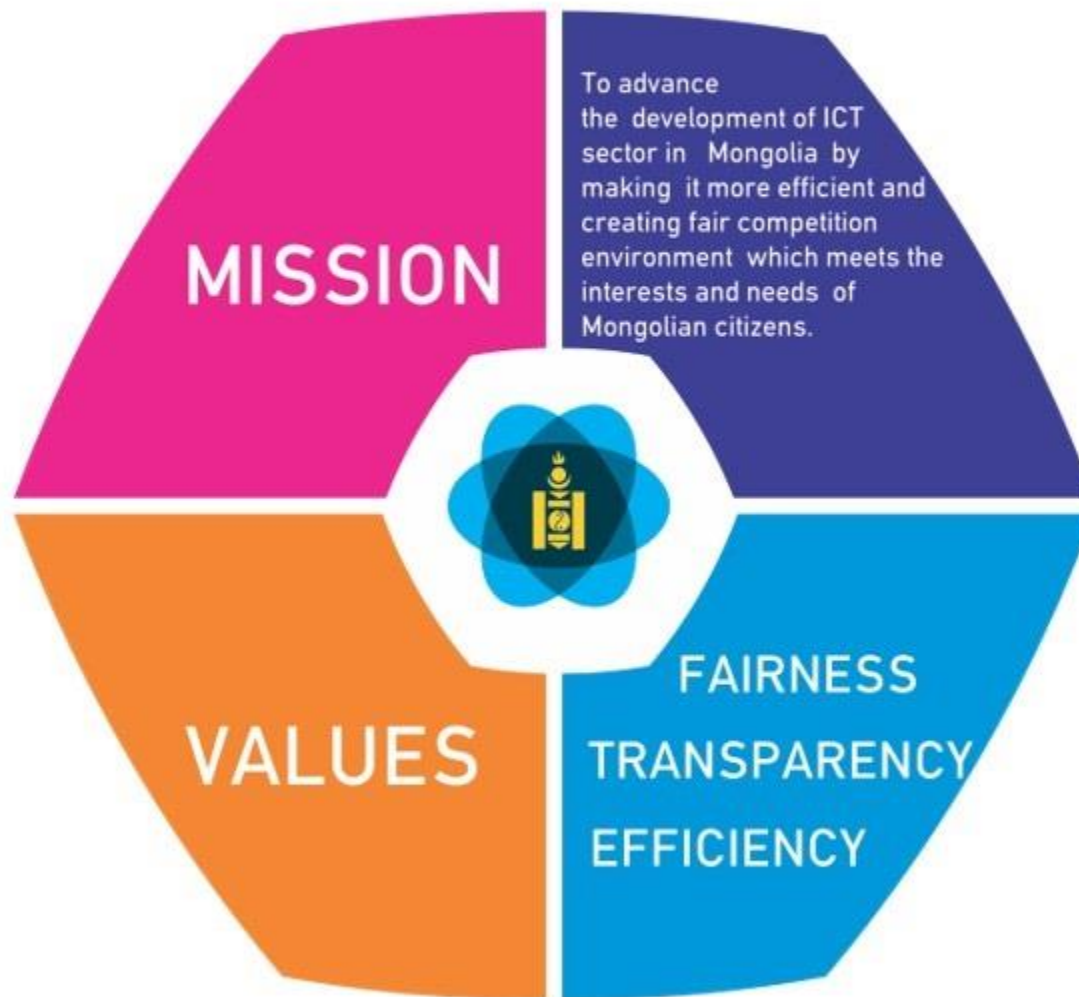 MISSION
To advance
the development of ICT
sector in Mongolia by
making it more efficient and
creating fair competition
environment which meets the
interests and needs of
Mongolian citizens.
VALUES
FAIRNESS
TRANSPARENCY
EFFICIENCY